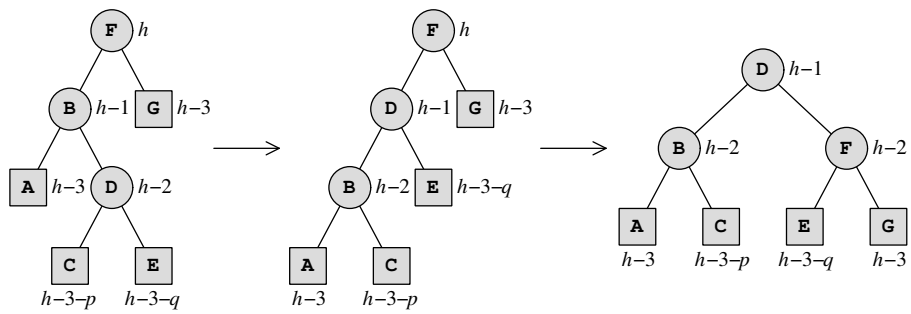 F h
B h−1 G h−3
A h−3 D h−2
C E
h−3−p h−3−q
F h
D h−1 G h−3
B h−2 E h−3−q
A C
h−3 h−3−p
D h−1
B h−2 F h−2
A C E G
h−3 h−3−p h−3−q h−3